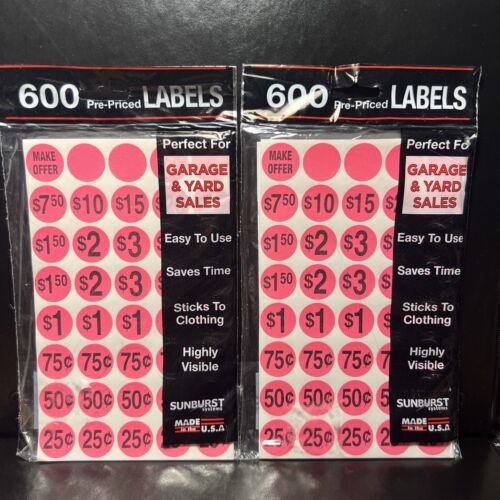 600 Pre-Priced LABELS
Perfect For
GARAGE
& YARD
SALES
Easy To Use
Saves Time
Sticks To
Clothing
Highly
Visible
SUNBURST
systems
MADE
in the U.S.A
MAKE
OFFER
$7.50 $10 $15
$1.50 $2 $3
$1.50 $2 $3
$1 $1 $1
75¢ 75¢ 75¢
50¢ 50¢ 50¢
25¢ 25¢ 25¢
600 Pre-Priced LABELS
Perfect For
GARAGE
& YARD
SALES
Easy To Use
Saves Time
Sticks To
Clothing
Highly
Visible
SUNBURST
systems
MADE
in the U.S.A
MAKE
OFFER
$7.50 $10 $15
$1.50 $2 $3
$1.50 $2 $3
$1 $1 $1
75¢ 75¢ 75¢
50¢ 50¢ 50¢
25¢ 25¢ 25¢